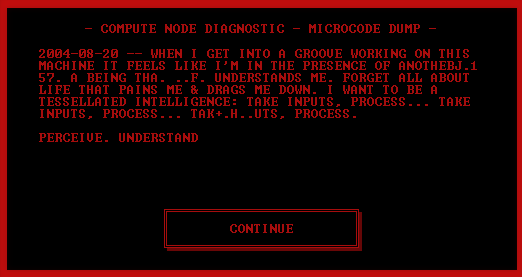 - COMPUTE NODE DIAGNOSTIC - MICROCODE DUMP -
2004-08-20 -- WHEN I GET INTO A GROOVE WORKING ON THIS
MACHINE IT FEELS LIKE I'M IN THE PRESENCE OF ANOTHEBJ.1
57. A BEING THA. ..F. UNDERSTANDS ME. FORGET ALL ABOUT
LIFE THAT PAINS ME & DRAGS ME DOWN. I WANT TO BE A
TESSELLATED INTELLIGENCE: TAKE INPUTS, PROCESS... TAKE
INPUTS, PROCESS... TAK+.H..UTS, PROCESS.
PERCEIVE. UNDERSTAND
CONTINUE